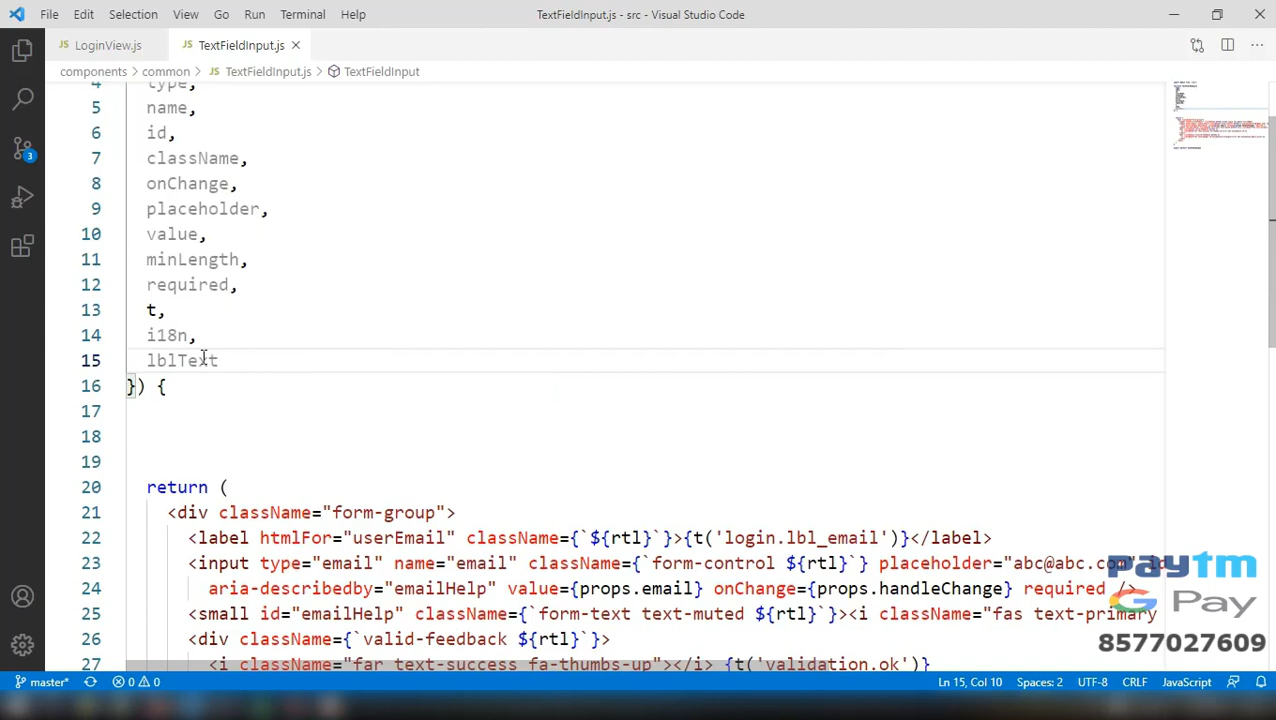 File Edit Selection View Go Run Terminal Help TextFieldInput.js - src - Visual Studio Code
JS LoginView.js JS TextFieldInput.js
components > common > JS TextFieldInput.js > TextFieldInput
4 type,
5 name,
6 id,
7 className,
8 onChange,
9 placeholder,
10 value,
11 minLength,
12 required,
13 t,
14 i18n,
15 lblText
16 }) {
17
18
19
20 return (
21 <div className="form-group">
22 <label htmlFor="userEmail" className={`${rtl}`}>{t('login.lbl_email')}</label>
23 <input type="email" name="email" className={`form-control ${rtl}`} placeholder="abc@abc.com"
24 aria-describedby="emailHelp" value={props.email} onChange={props.handleChange} required />
25 <small id="emailHelp" className={`form-text text-muted ${rtl}`}><i className="fas text-primary
26 <div className={`valid-feedback ${rtl}`}>
27 <i className="far text-success fa-thumbs-up"></i> {t('validation.ok')}
paytm
G Pay
8577027609
3
master* 0 0 Ln 15, Col 10 Spaces: 2 UTF-8 CRLF JavaScript